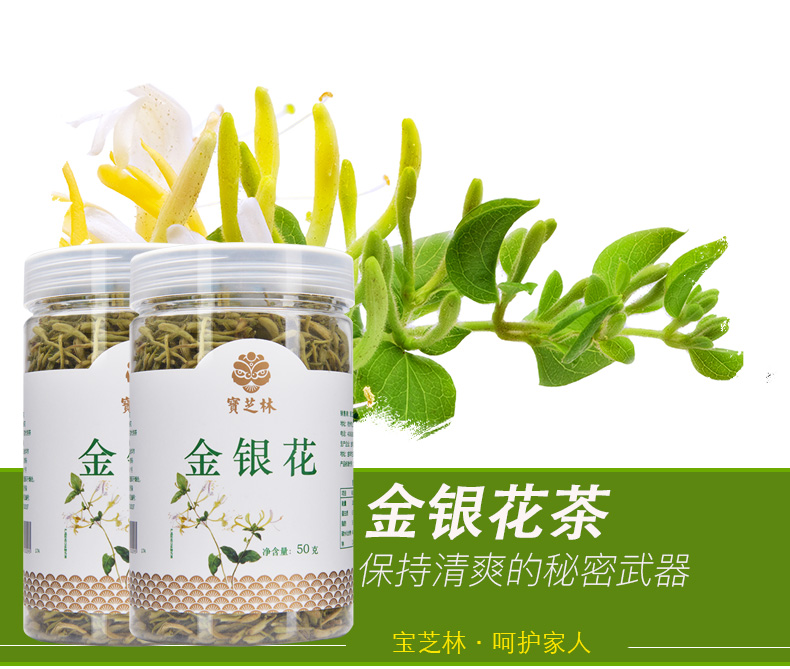 寶芝林
金银花
净含量：50克
金
金银花茶
保持清爽的秘密武器
宝芝林·呵护家人